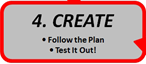 4. CREATE
• Follow the Plan
• Test It Out!